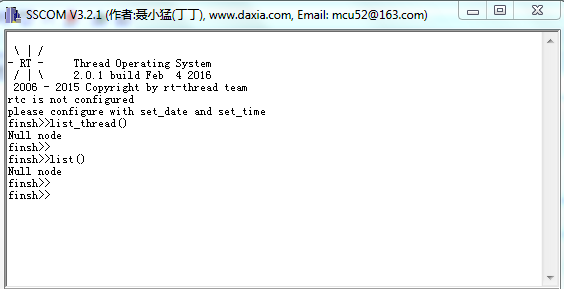 SSCOM V3.2.1 (作者:聂小猛(丁丁), www.daxia.com, Email: mcu52@163.com)
\ | /
- RT -     Thread Operating System
/ | \     2.0.1 build Feb  4 2016
2006 - 2015 Copyright by rt-thread team
rtc is not configured
please configure with set_date and set_time
finsh>>list_thread()
Null node
finsh>>
finsh>>list()
Null node
finsh>>
finsh>>